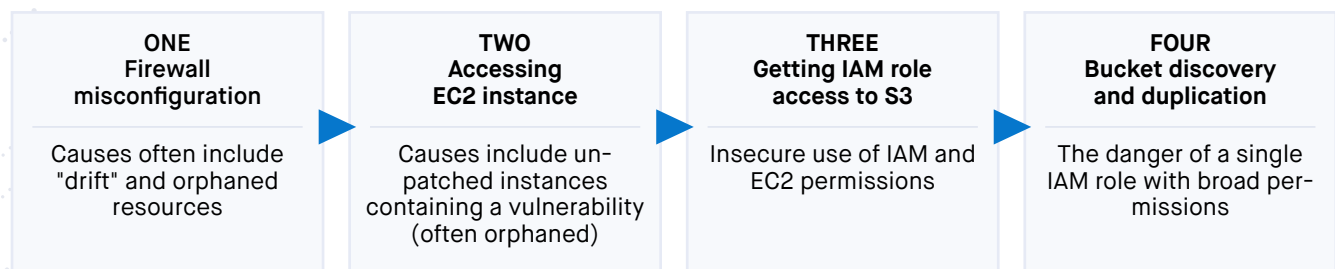 ONE
Firewall
misconfiguration
Causes often include
"drift" and orphaned
resources
TWO
Accessing
EC2 instance
Causes include un-
patched instances
containing a vulnerability
(often orphaned)
THREE
Getting IAM role
access to S3
Insecure use of IAM and
EC2 permissions
FOUR
Bucket discovery
and duplication
The danger of a single
IAM role with broad per-
missions